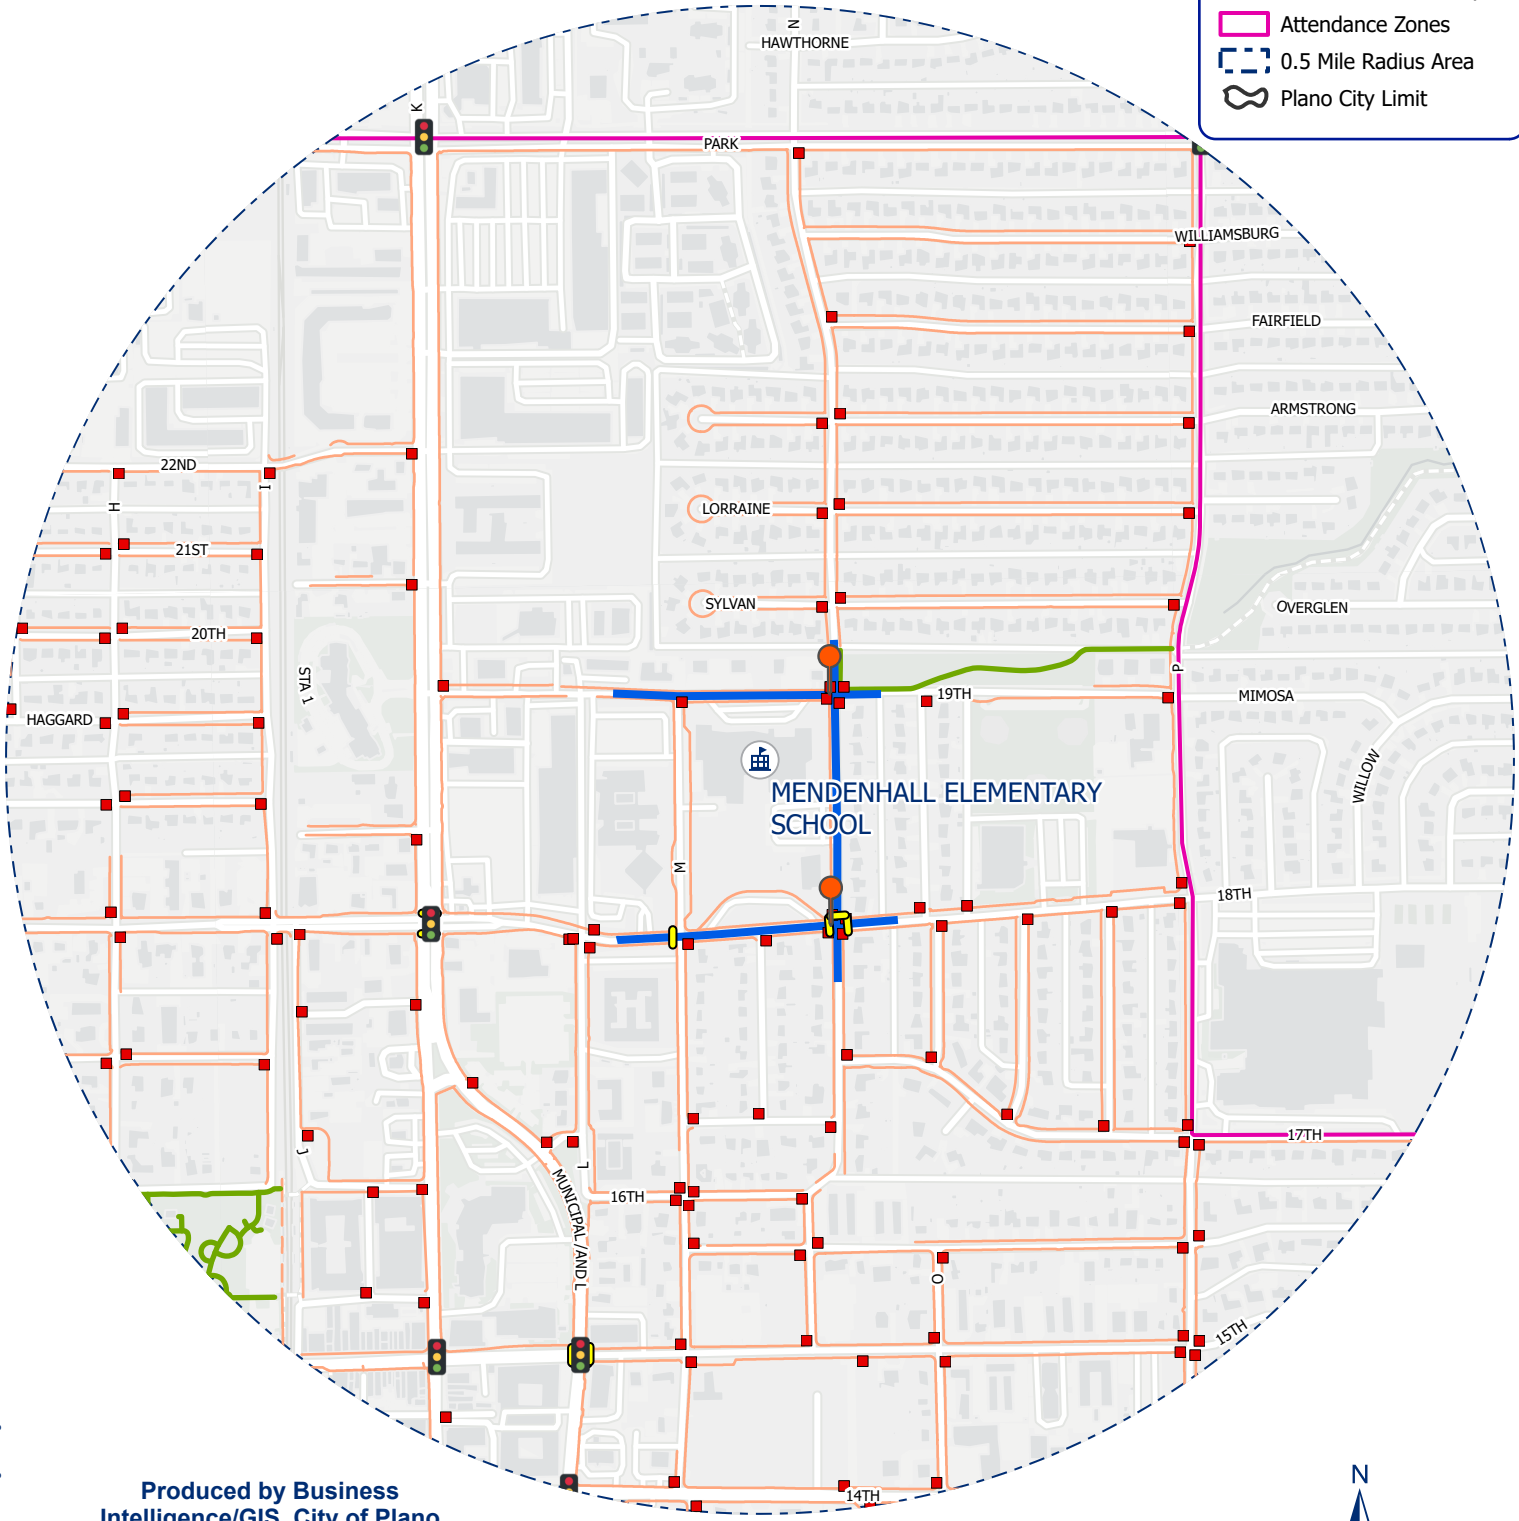 Attendance Zones
0.5 Mile Radius Area
Plano City Limit
N
HAWTHORNE
K
PARK
WILLIAMSBURG
FAIRFIELD
ARMSTRONG
22ND
I
H
LORRAINE
21ST
SYLVAN
OVERGLEN
20TH
STA 1
P
19TH
MIMOSA
HAGGARD
WILLOW
MENDENHALL ELEMENTARY
SCHOOL
M
18TH
17TH
J
L
16TH
MUNICIPAL /AND L
O
15TH
14TH
N
Produced by Business
Intelligence/GIS, City of Plano